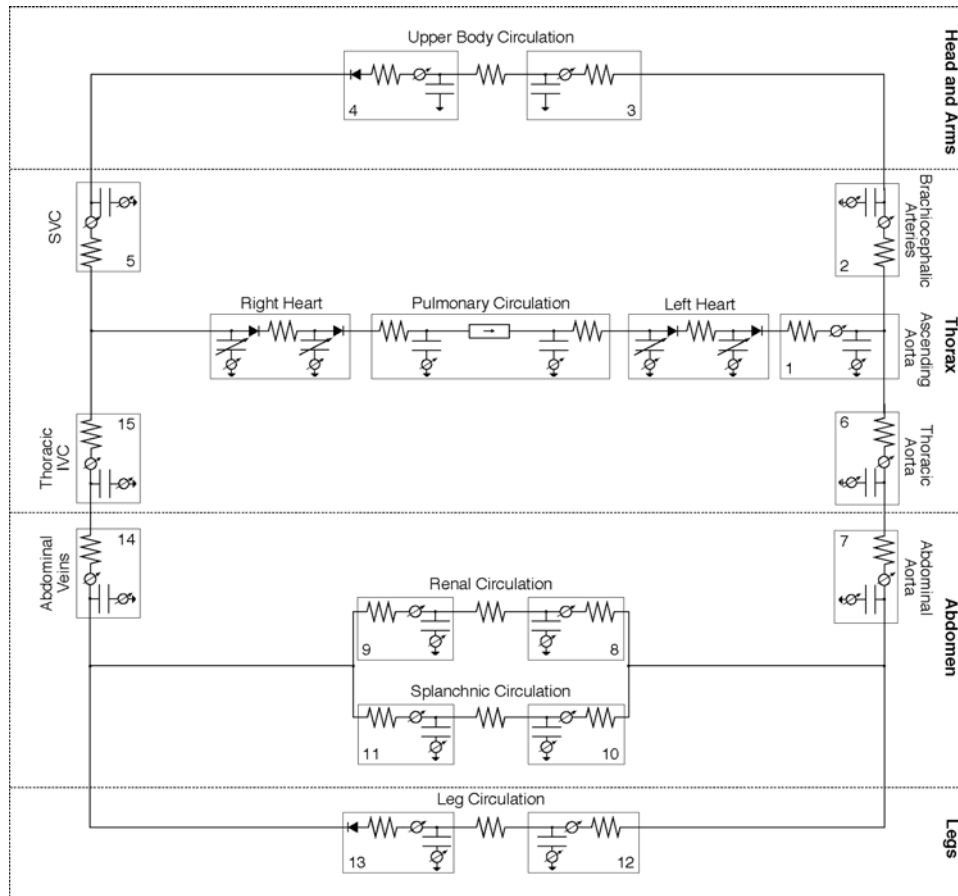 Upper Body Circulation
4
3
Head and Arms
SVC
5
Brachiocephalic
Arteries
2
Right Heart
Pulmonary Circulation
Left Heart
Ascending
Aorta
1
Thorax
15
Thoracic
IVC
6
Thoracic
Aorta
14
Abdominal
Veins
7
Abdominal
Aorta
Renal Circulation
9
8
Abdomen
Splanchnic Circulation
11
10
Leg Circulation
13
12
Legs